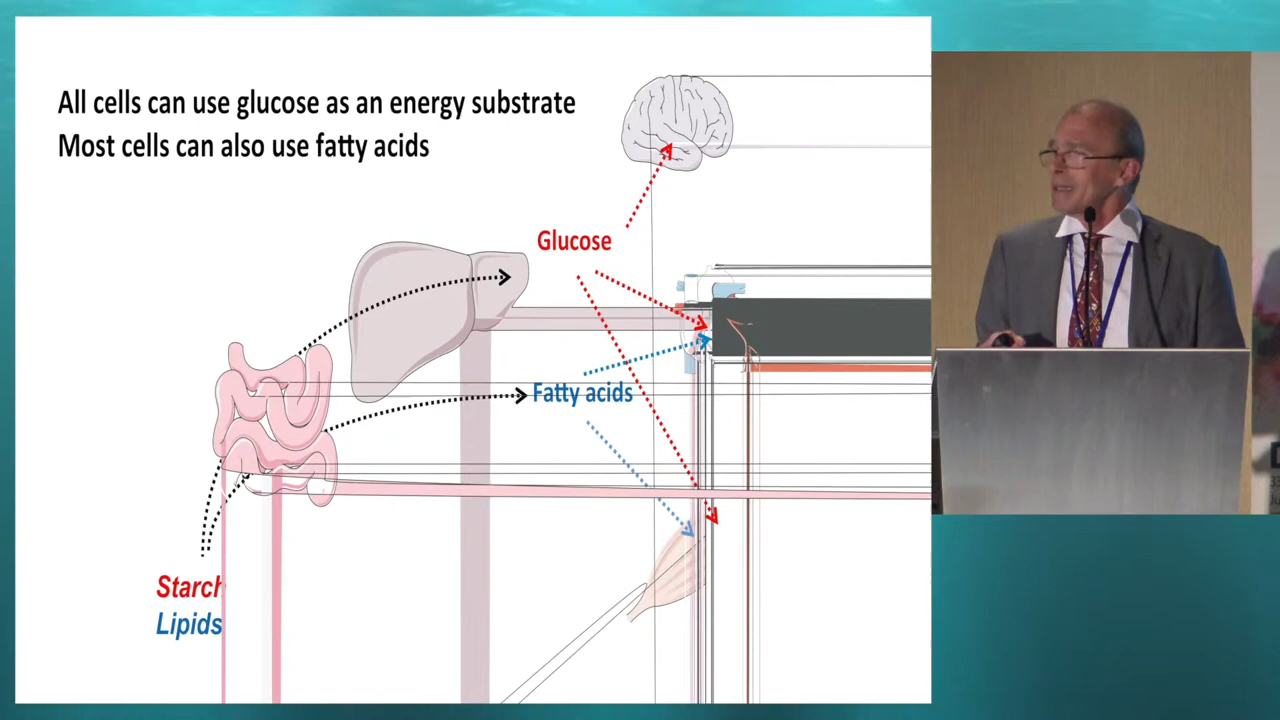 All cells can use glucose as an energy substrate
Most cells can also use fatty acids
Glucose
Fatty acids
Starch
Lipids